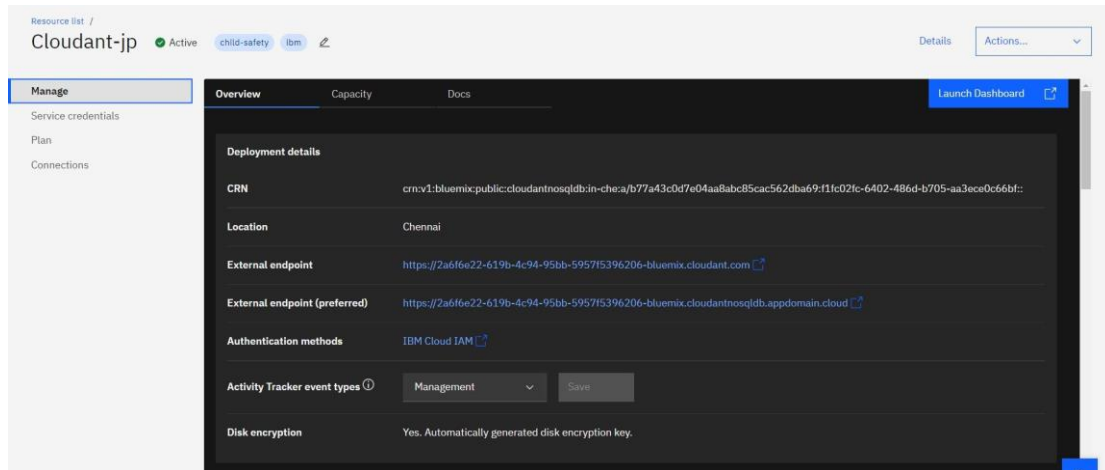 Resource list /
Cloudant-jp Active child-safety ibm Details Actions...
Manage
Service credentials
Plan
Connections
Overview Capacity Docs Launch Dashboard
Deployment details
CRN crn:v1:bluemix:public:cloudantnosqldb:in-che:a/b77a43c0d7e04aa8abc85cac562dba69:f1fc02fc-6402-486d-b705-aa3ece0c66bf::
Location Chennai
External endpoint https://2a6f6e22-619b-4c94-95bb-5957f5396206-bluemix.cloudant.com
External endpoint (preferred) https://2a6f6e22-619b-4c94-95bb-5957f5396206-bluemix.cloudantnosqldb.appdomain.cloud
Authentication methods IBM Cloud IAM
Activity Tracker event types Management Save
Disk encryption Yes. Automatically generated disk encryption key.